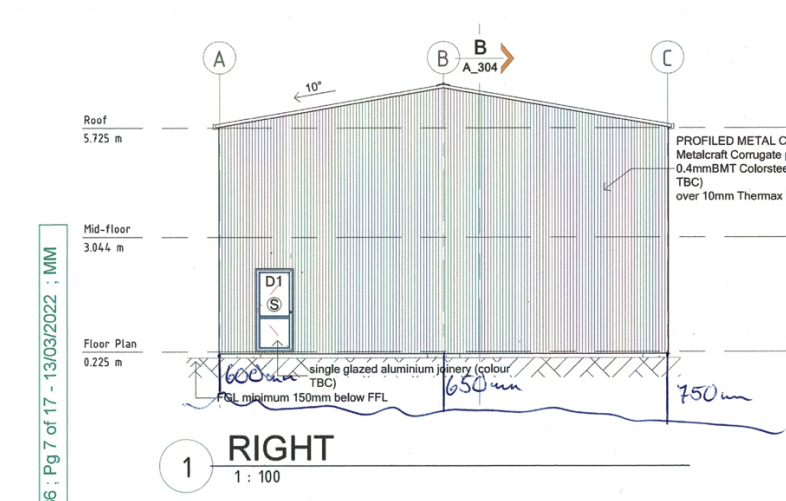 A
B
B
A_304
C
10°
Roof
5.725 m
PROFILED METAL C
Metalcraft Corrugate
0.4mmBMT Colorstee
TBC)
over 10mm Thermax
Mid-floor
3.044 m
D1
S
Floor Plan
0.225 m
single glazed aluminium joinery (colour
TBC)
600mm
650mm
750mm
FGL minimum 150mm below FFL
1
RIGHT
1 : 100
6 ; Pg 7 of 17 - 13/03/2022 ; MM